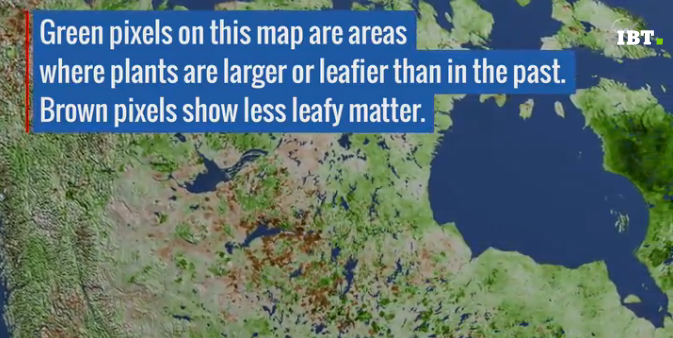 Green pixels on this map are areas
where plants are larger or leafier than in the past.
Brown pixels show less leafy matter.
IBT.